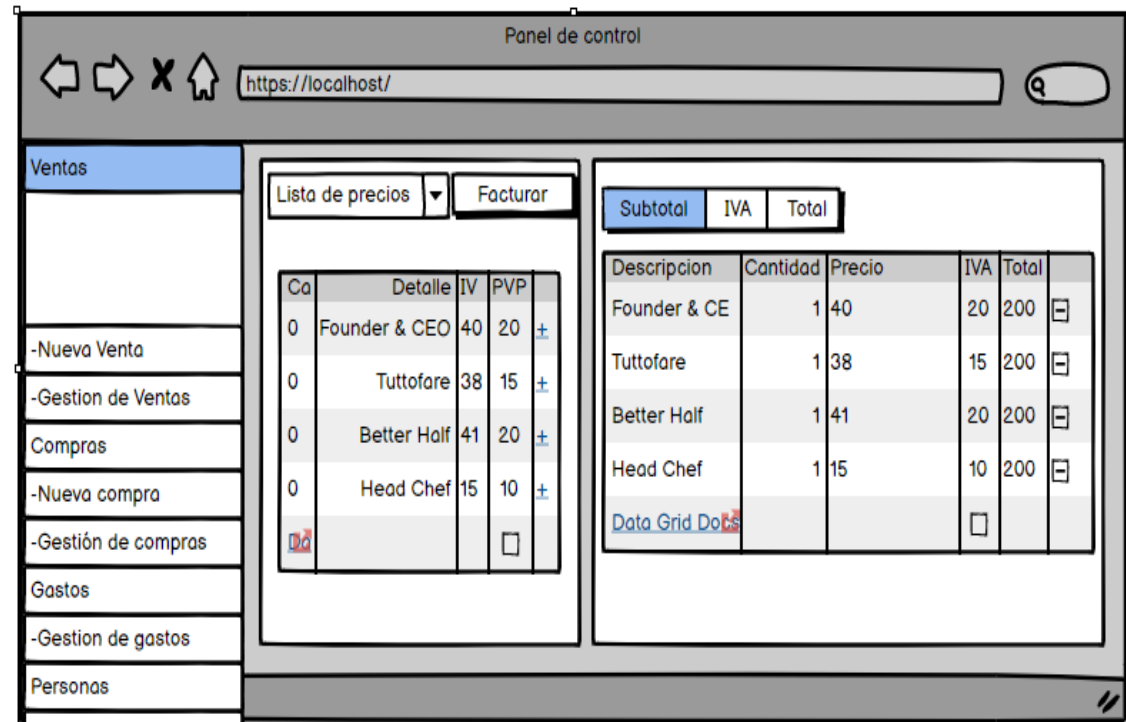 Panel de control
https://localhost/
Ventas
-Nueva Venta
-Gestion de Ventas
Compras
-Nueva compra
-Gestión de compras
Gastos
-Gestion de gastos
Personas
Lista de precios Facturar
Ca Detalle IV PVP
0 Founder & CEO 40 20 +
0 Tuttofare 38 15 +
0 Better Half 41 20 +
0 Head Chef 15 10 +
Da
Subtotal IVA Total
Descripcion Cantidad Precio IVA Total
Founder & CE 1 40 20 200
Tuttofare 1 38 15 200
Better Half 1 41 20 200
Head Chef 1 15 10 200
Data Grid Docs